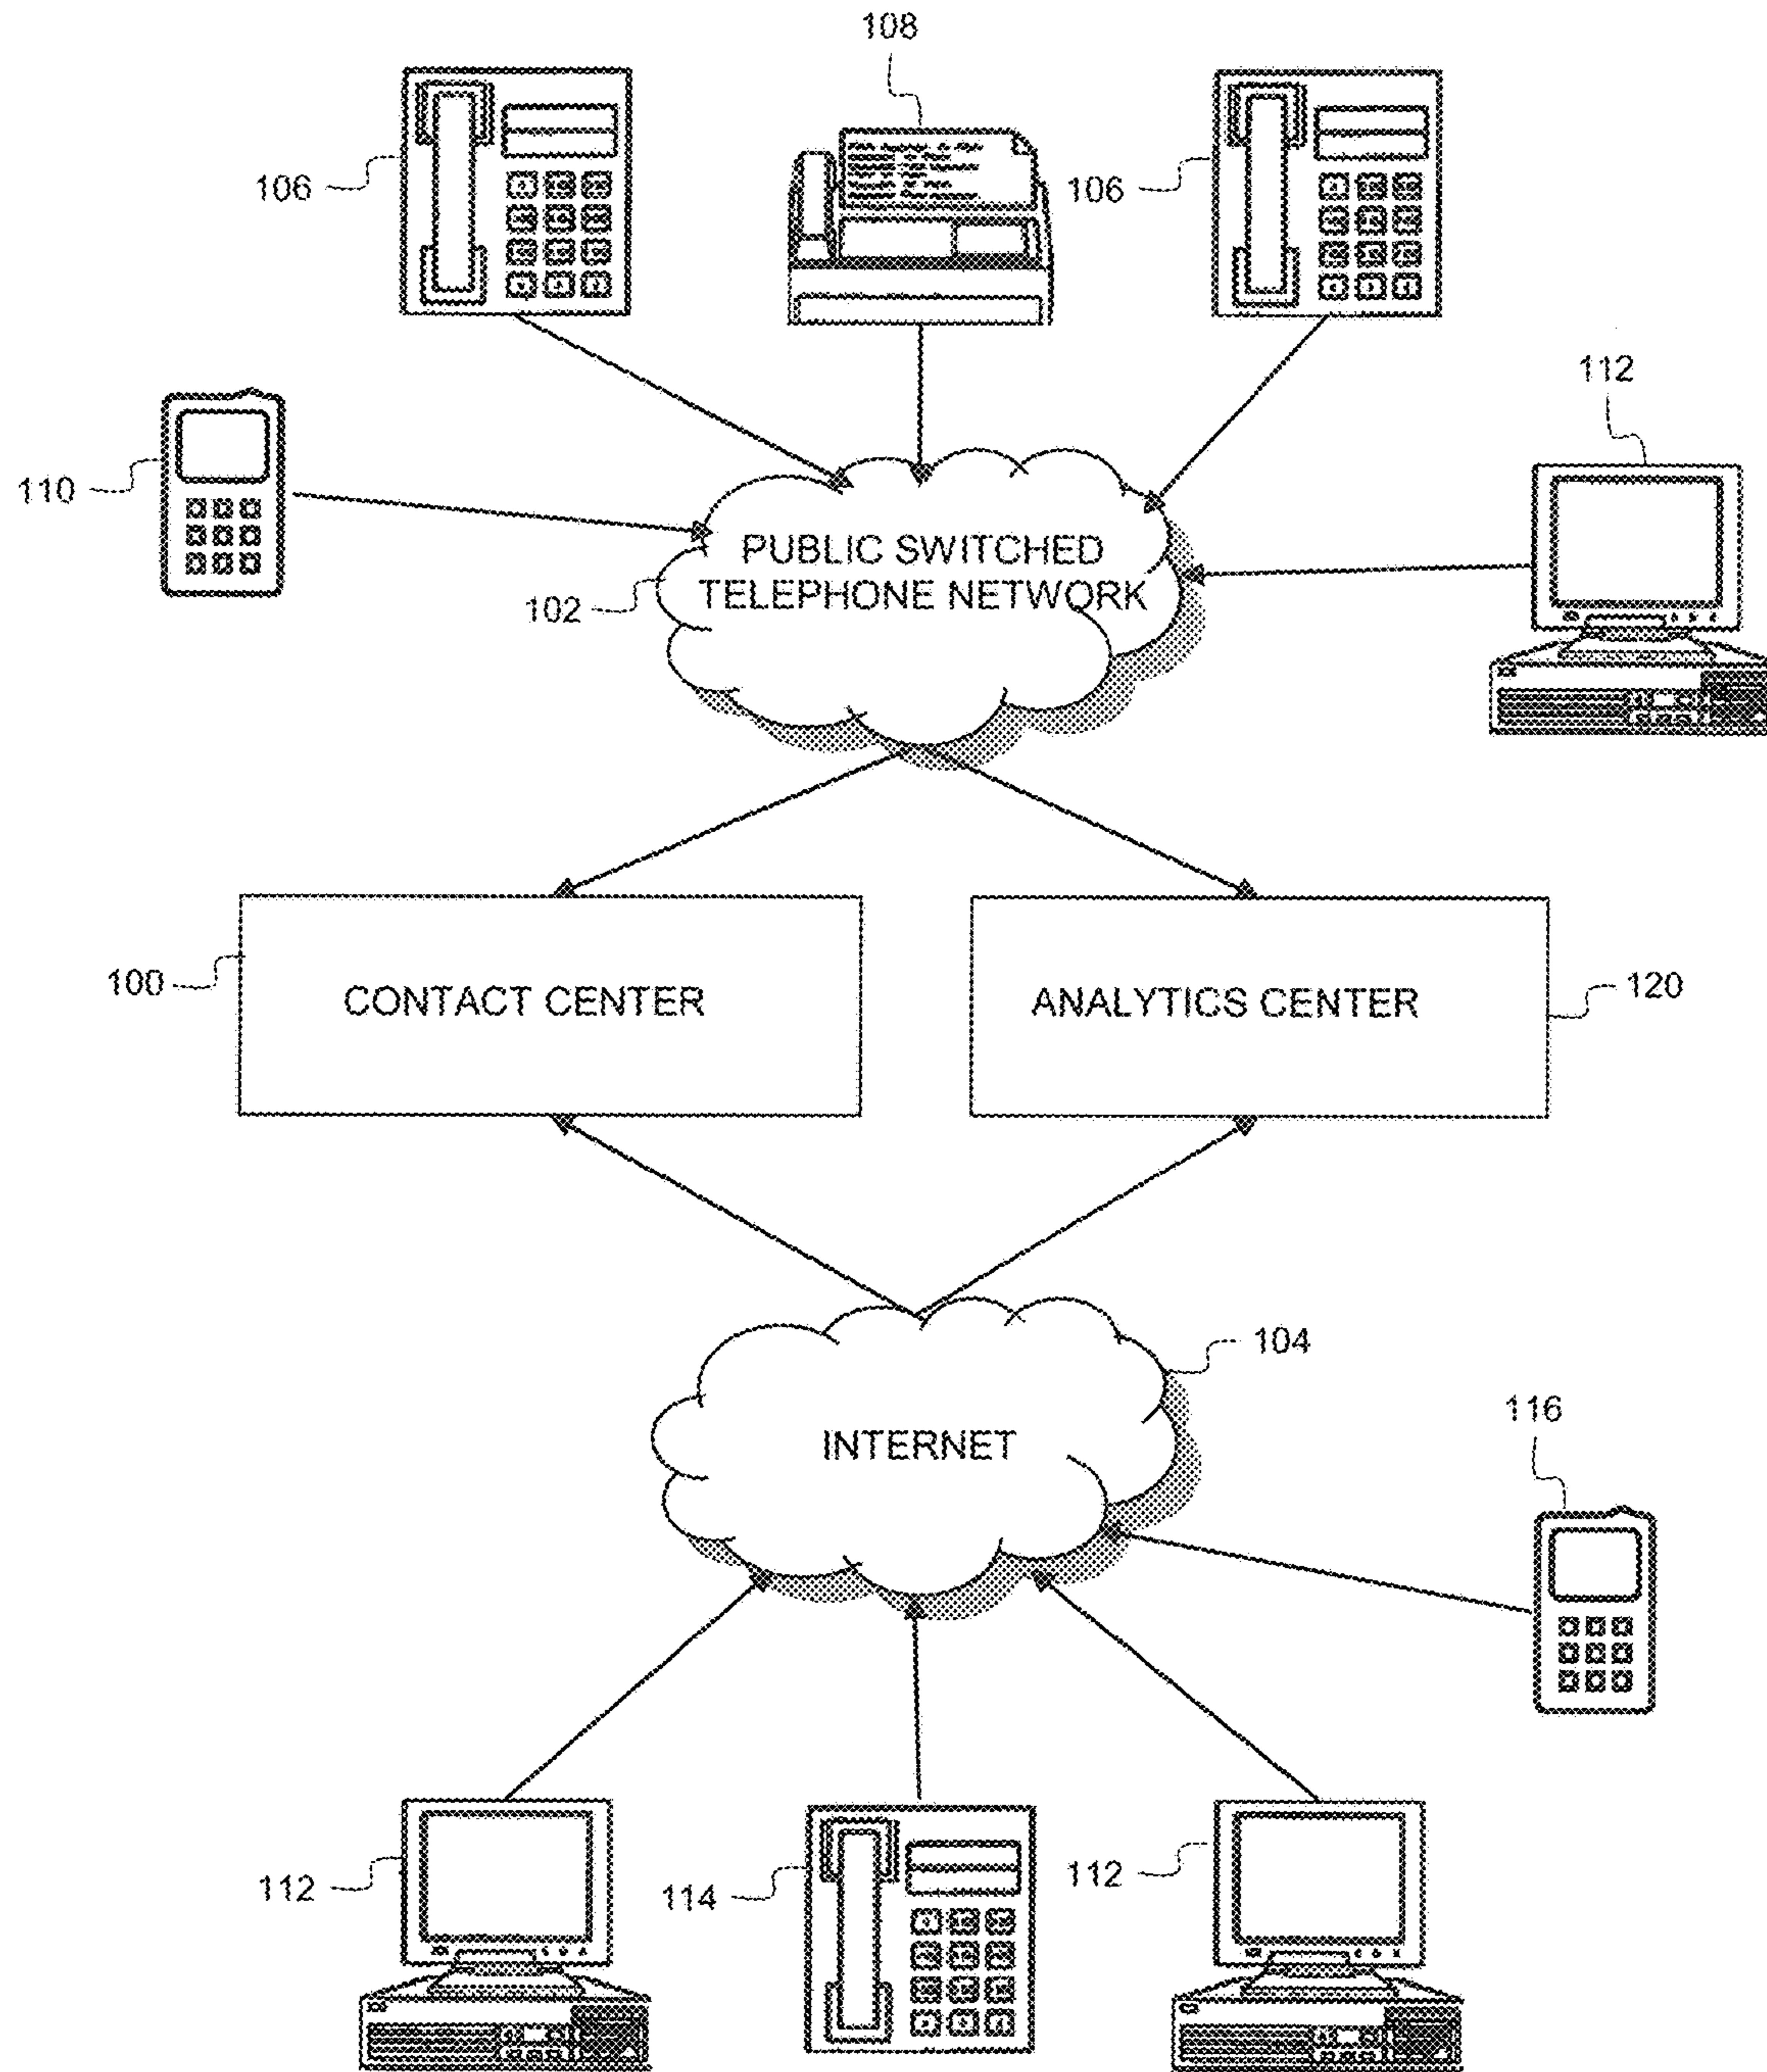 108
106
106
112
110
PUBLIC SWITCHED
TELEPHONE NETWORK
102
100
CONTACT CENTER
ANALYTICS CENTER
120
104
INTERNET
116
112
114
112